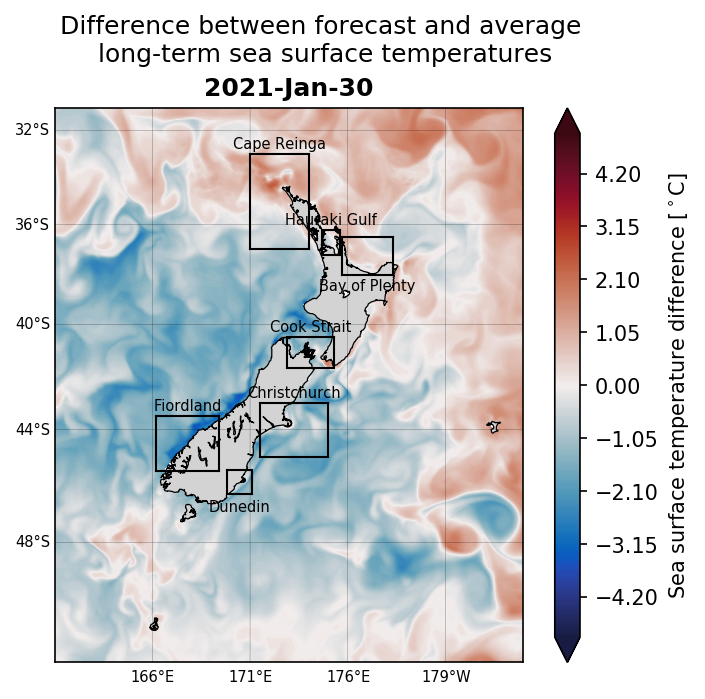 Difference between forecast and average
long-term sea surface temperatures
2021-Jan-30
32°S
36°S
40°S
44°S
48°S
Cape Reinga
Hauraki Gulf
Bay of Plenty
Cook Strait
Christchurch
Fiordland
Dunedin
166°E
171°E
176°E
179°W
4.20
3.15
2.10
1.05
0.00
−1.05
−2.10
−3.15
−4.20
Sea surface temperature difference [°C]